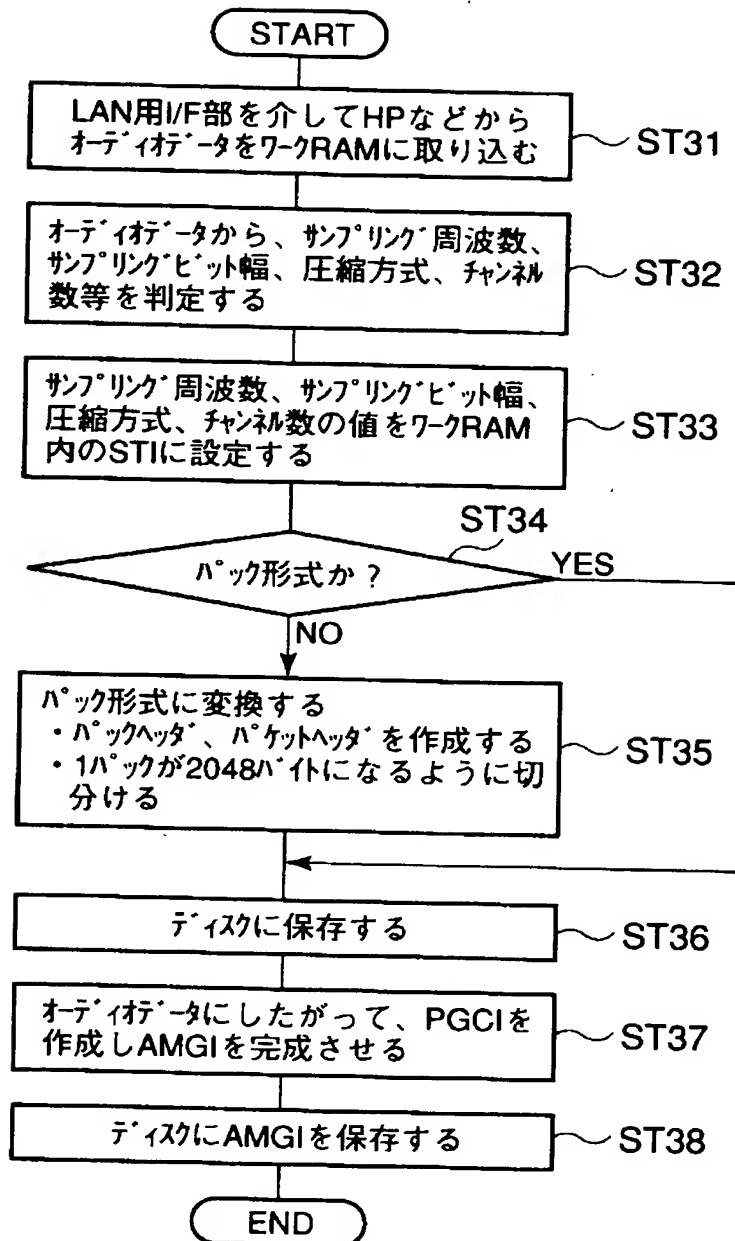 START
LAN用I/F部を介してHPなどから
オーディオデータをワークRAMに取り込む
ST31
オーディオデータから、サンプリング周波数、
サンプリングビット幅、圧縮方式、チャンネル
数等を判定する
ST32
サンプリング周波数、サンプリングビット幅、
圧縮方式、チャンネル数の値をワークRAM
内のSTIに設定する
ST33
ST34
パック形式か?
YES
NO
パック形式に変換する
・パックヘッダ、パケットヘッダを作成する
・1パックが2048バイトになるように切
分ける
ST35
ディスクに保存する
ST36
オーディオデータにしたがって、PGCIを
作成しAMGIを完成させる
ST37
ディスクにAMGIを保存する
ST38
END